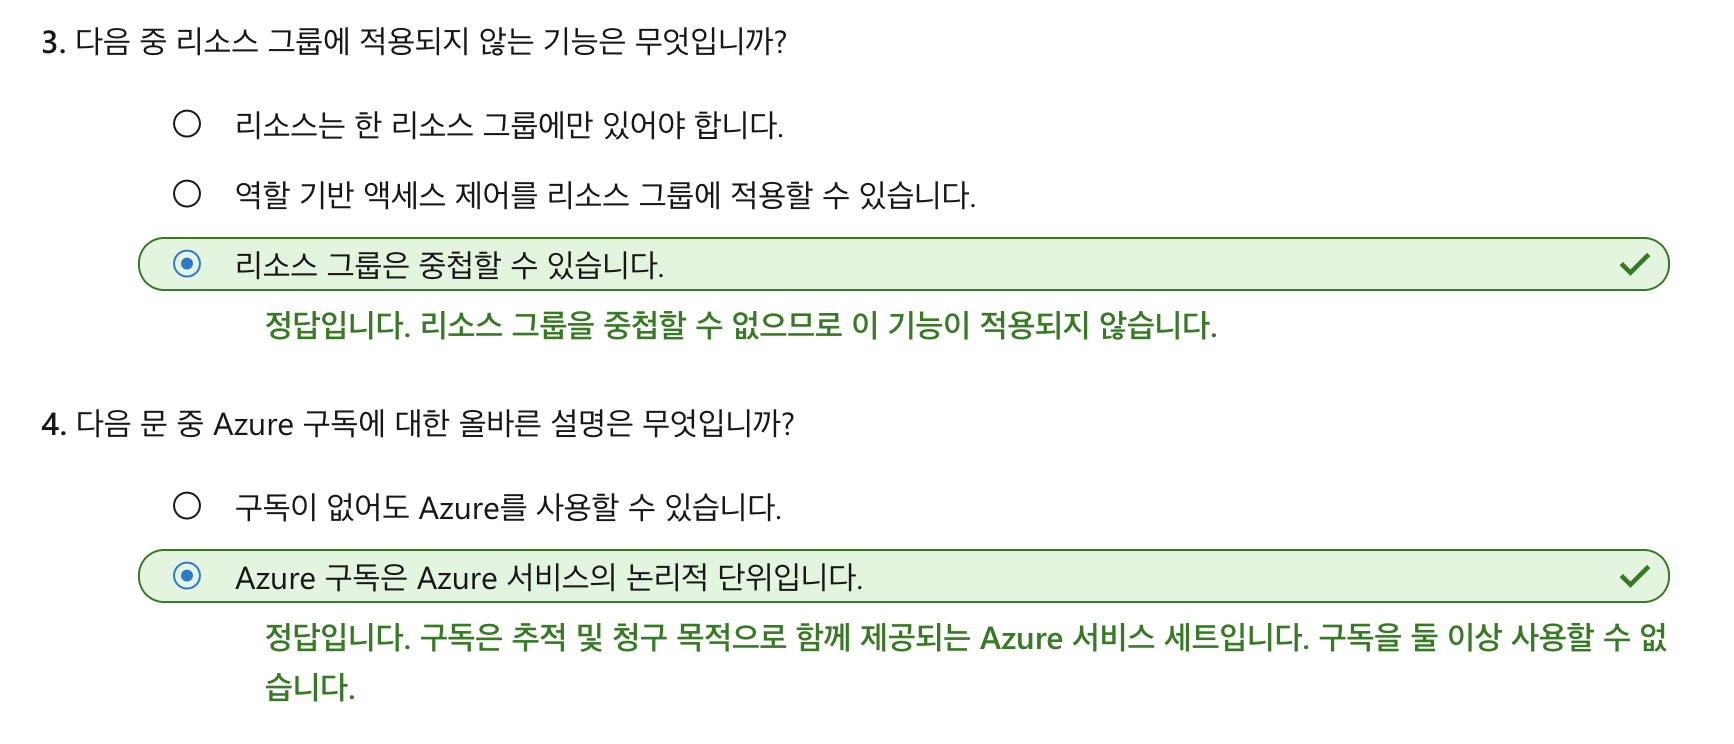 3. 다음 중 리소스 그룹에 적용되지 않는 기능은 무엇입니까?
리소스는 한 리소스 그룹에만 있어야 합니다.
역할 기반 액세스 제어를 리소스 그룹에 적용할 수 있습니다.
리소스 그룹은 중첩할 수 있습니다.
정답입니다. 리소스 그룹을 중첩할 수 없으므로 이 기능이 적용되지 않습니다.
4. 다음 문 중 Azure 구독에 대한 올바른 설명은 무엇입니까?
구독이 없어도 Azure를 사용할 수 있습니다.
Azure 구독은 Azure 서비스의 논리적 단위입니다.
정답입니다. 구독은 추적 및 청구 목적으로 함께 제공되는 Azure 서비스 세트입니다. 구독을 둘 이상 사용할 수 없
습니다.